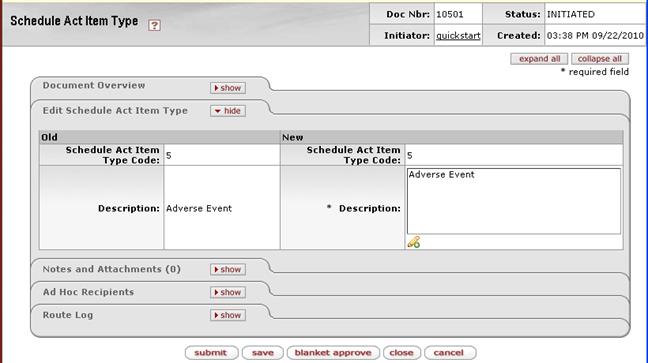 Schedule Act Item Type ?
Doc Nbr: 10501 Status: INITIATED
Initiator: quickstart Created: 03:38 PM 09/22/2010
expand all collapse all
* required field
Document Overview show
Edit Schedule Act Item Type hide
Old New
Schedule Act Item Type Code: 5 Schedule Act Item Type Code: 5
Description: Adverse Event * Description: Adverse Event
Notes and Attachments (0) show
Ad Hoc Recipients show
Route Log show
submit save blanket approve close cancel